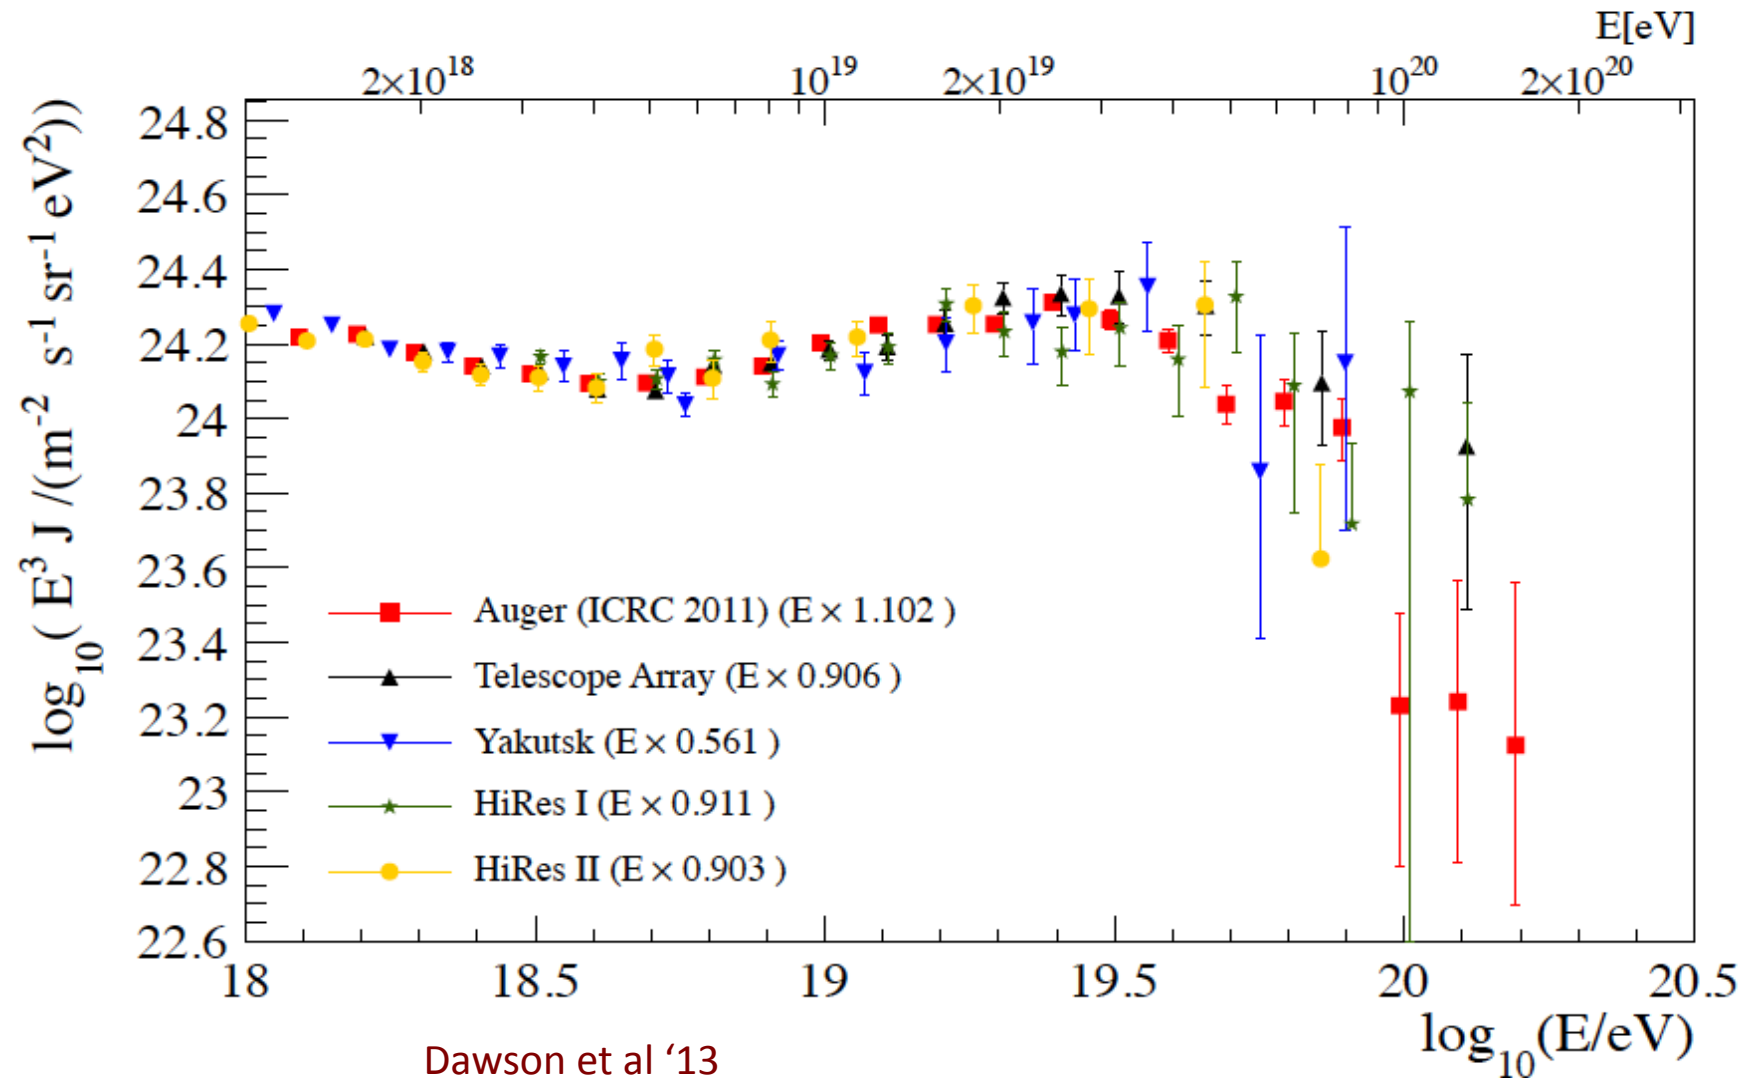 E[eV]
2×10^18 10^19 2×10^19 10^20 2×10^20
log10( E^3 J /(m^-2 s^-1 sr^-1 eV^2))
24.8
24.6
24.4
24.2
24
23.8
23.6
23.4
23.2
23
22.8
22.6
Auger (ICRC 2011) (E × 1.102 )
Telescope Array (E × 0.906 )
Yakutsk (E × 0.561 )
HiRes I (E × 0.911 )
HiRes II (E × 0.903 )
18 18.5 19 19.5 20 20.5
log10(E/eV)
Dawson et al ‘13